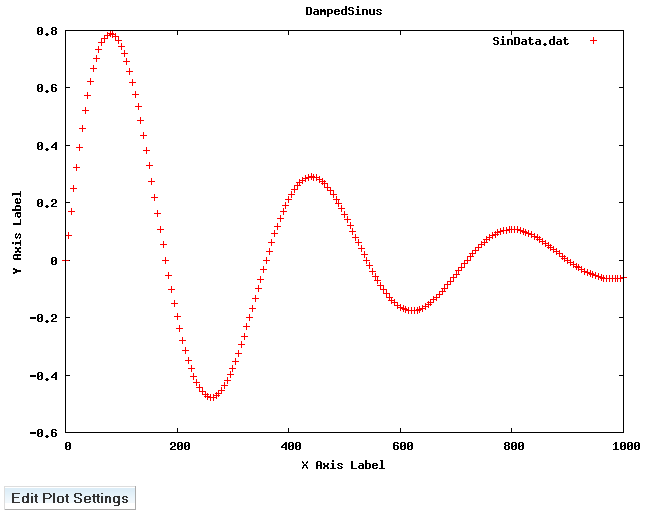 DampedSinus
SinData.dat
0.8
0.6
0.4
0.2
0
-0.2
-0.4
-0.6
Y Axis Label
0 200 400 600 800 1000
X Axis Label
Edit Plot Settings